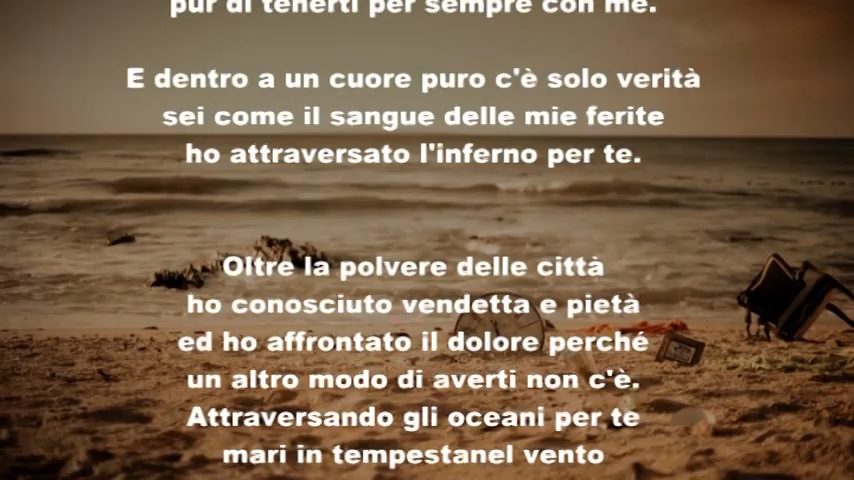 pur di tenerti per sempre con me.
E dentro a un cuore puro c'è solo verità
sei come il sangue delle mie ferite
ho attraversato l'inferno per te.
Oltre la polvere delle città
ho conosciuto vendetta e pietà
ed ho affrontato il dolore perché
un altro modo di averti non c'è.
Attraversando gli oceani per te
mari in tempestanel vento